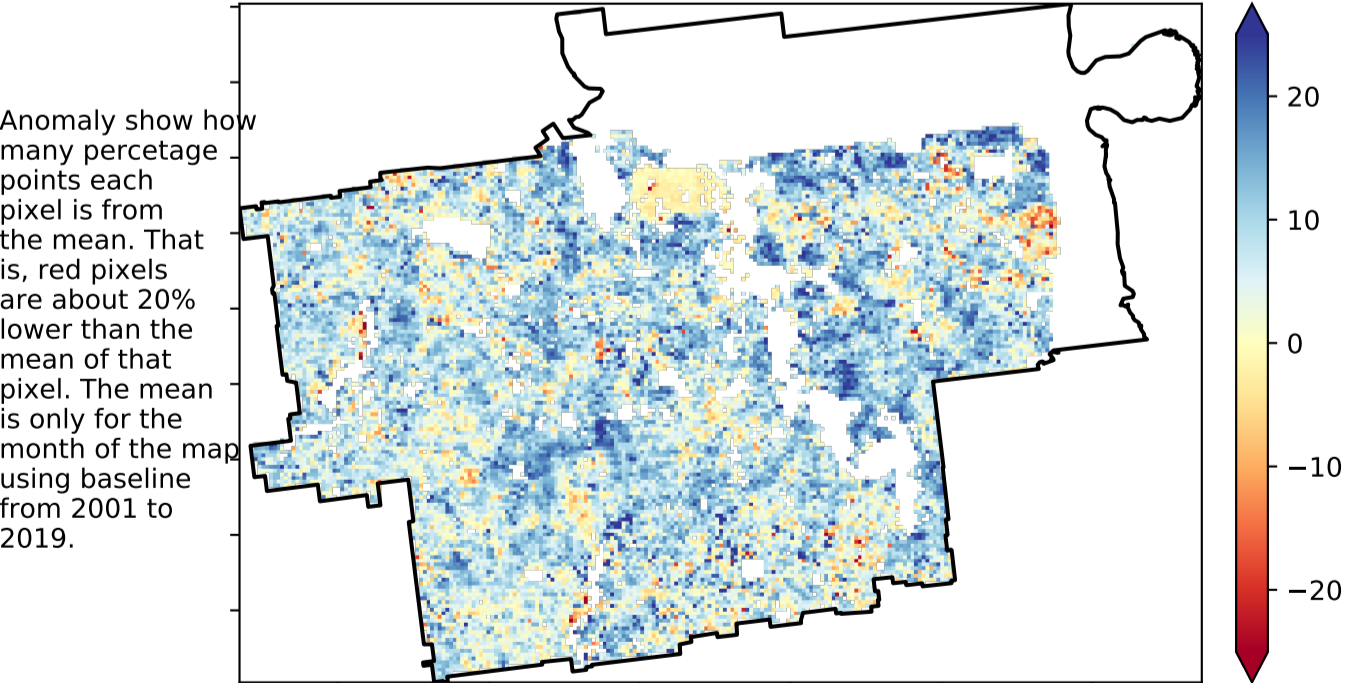 Anomaly show how
many percetage
points each
pixel is from
the mean. That
is, red pixels
are about 20%
lower than the
mean of that
pixel. The mean
is only for the
month of the map
using baseline
from 2001 to
2019.
20
10
0
−10
−20